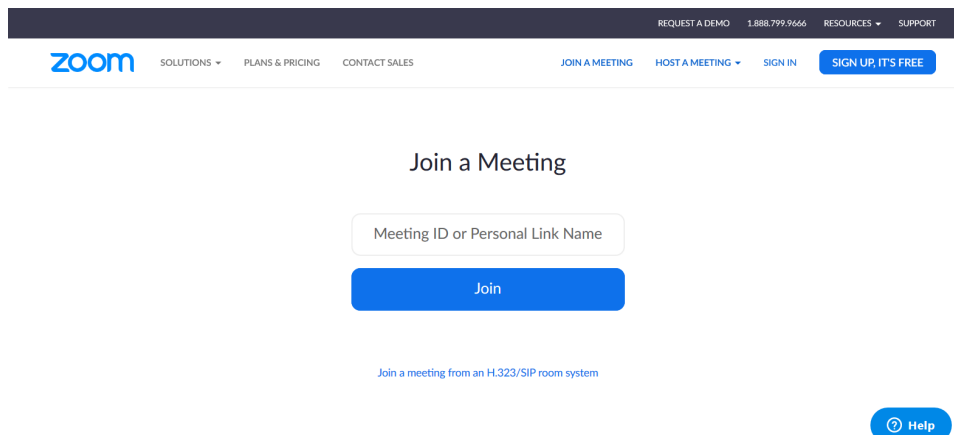 REQUEST A DEMO 1.888.799.9666 RESOURCES SUPPORT
zoom SOLUTIONS PLANS & PRICING CONTACT SALES JOIN A MEETING HOST A MEETING SIGN IN SIGN UP, IT'S FREE
Join a Meeting
Meeting ID or Personal Link Name
Join
Join a meeting from an H.323/SIP room system
? Help